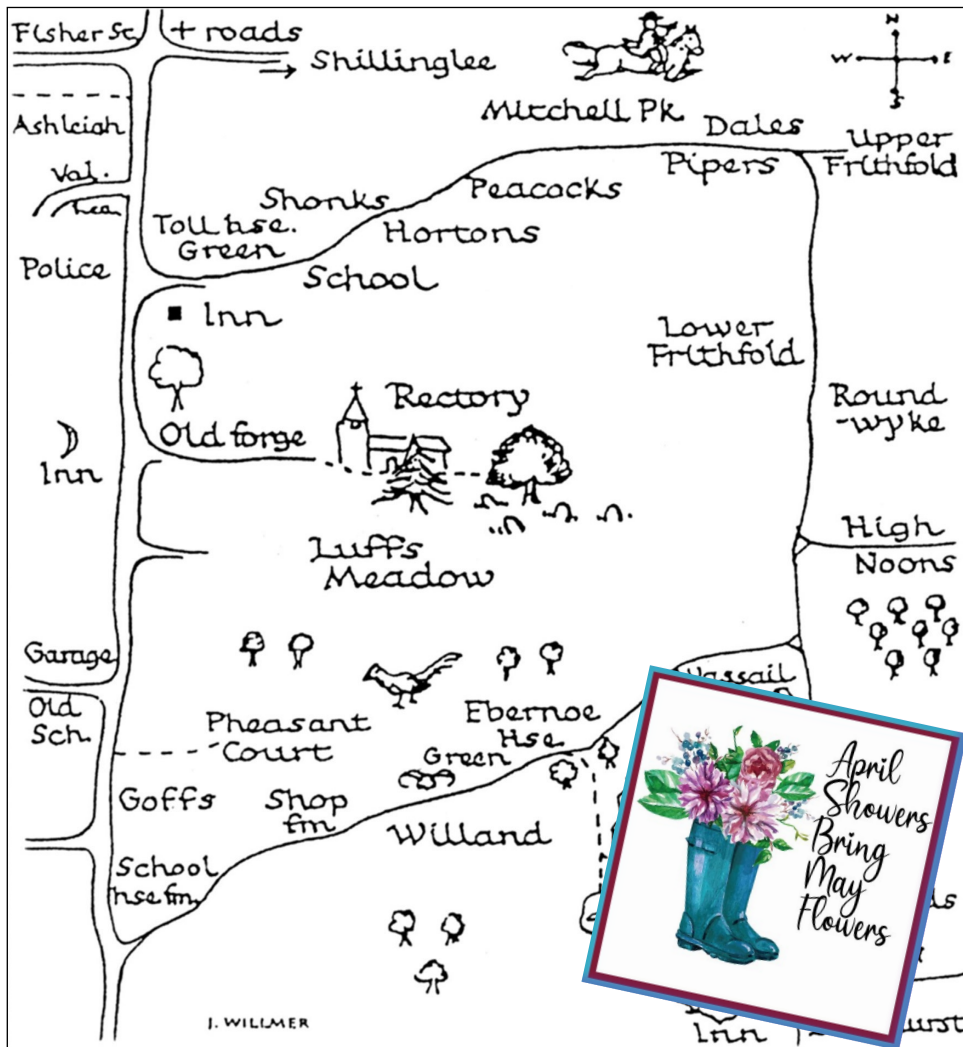 Fisher St.
+ roads
Shillinglee
N
W
E
S
Mitchell Pk.
Ashleigh
Dales
Upper
Frithfold
Pipers
Val.
Lea
Shonks
Peacocks
Toll hse.
Green
Hortons
Police
School
Inn
Lower
Frithfold
Rectory
Round
-wyke
Old forge
Inn
High
Noons
Luffs
Meadow
Garage
Wassail
Old
Sch.
Pheasant
Court
Ebernoe
Hse
Green
Goffs
Shop
fm
Willand
School
hse fm.
April
Showers
Bring
May
Flowers
J. WILLMER
Inn